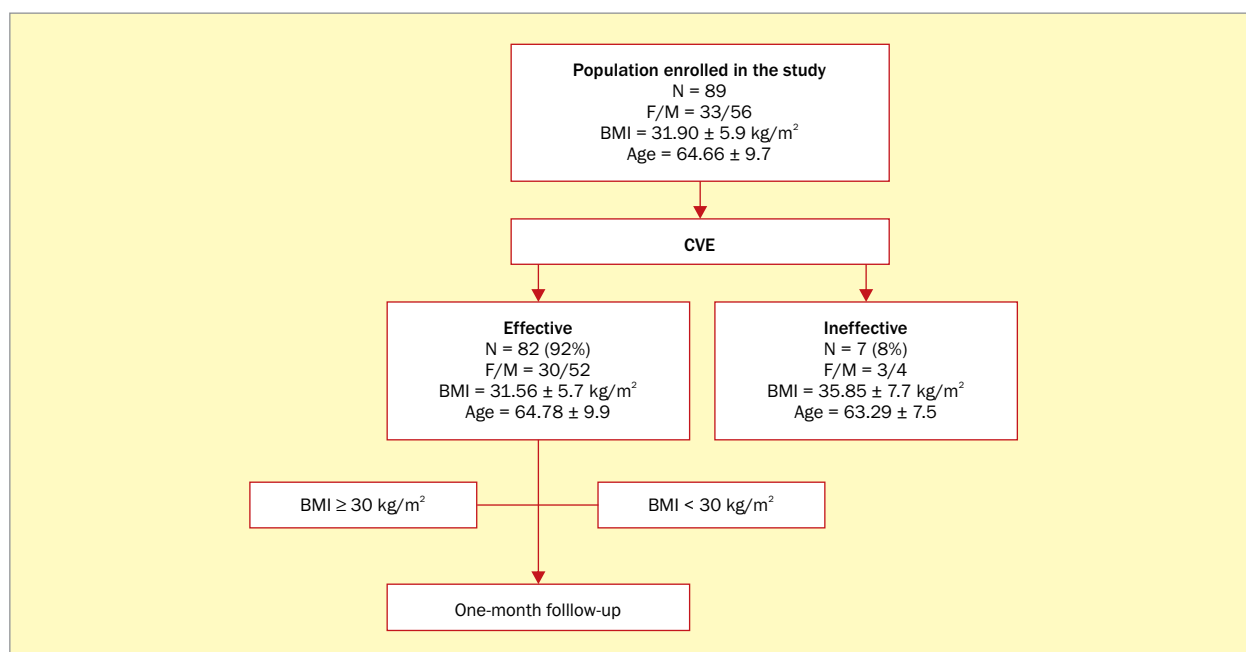 Population enrolled in the study
N = 89
F/M = 33/56
BMI = 31.90 ± 5.9 kg/m²
Age = 64.66 ± 9.7
CVE
Effective
N = 82 (92%)
F/M = 30/52
BMI = 31.56 ± 5.7 kg/m²
Age = 64.78 ± 9.9
Ineffective
N = 7 (8%)
F/M = 3/4
BMI = 35.85 ± 7.7 kg/m²
Age = 63.29 ± 7.5
BMI ≥ 30 kg/m²
BMI < 30 kg/m²
One-month folllow-up